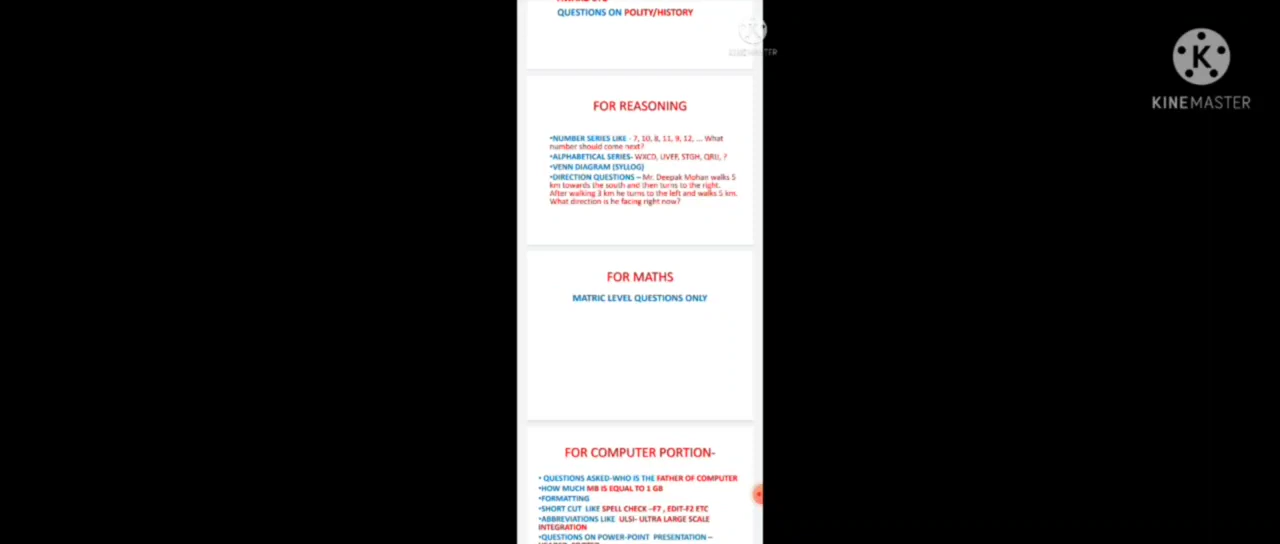 QUESTIONS ON POLITY/HISTORY
KINEMASTER
KINEMASTER
FOR REASONING
•NUMBER SERIES LIKE - 7, 10, 8, 11, 9, 12, ... What
number should come next?
•ALPHABETICAL SERIES- WXCD, UVEF, STGH, QRIJ, ?
•VENN DIAGRAM (SYLLOG)
•DIRECTION QUESTIONS – Mr. Deepak Mohan walks 5
km towards the south and then turns to the right.
After walking 3 km he turns to the left and walks 5 km.
What direction is he facing right now?
FOR MATHS
MATRIC LEVEL QUESTIONS ONLY
FOR COMPUTER PORTION-
• QUESTIONS ASKED-WHO IS THE FATHER OF COMPUTER
•HOW MUCH MB IS EQUAL TO 1 GB
•FORMATTING
•SHORT CUT LIKE SPELL CHECK –F7 , EDIT-F2 ETC
•ABBREVIATIONS LIKE ULSI- ULTRA LARGE SCALE
INTEGRATION
•QUESTIONS ON POWER-POINT PRESENTATION –